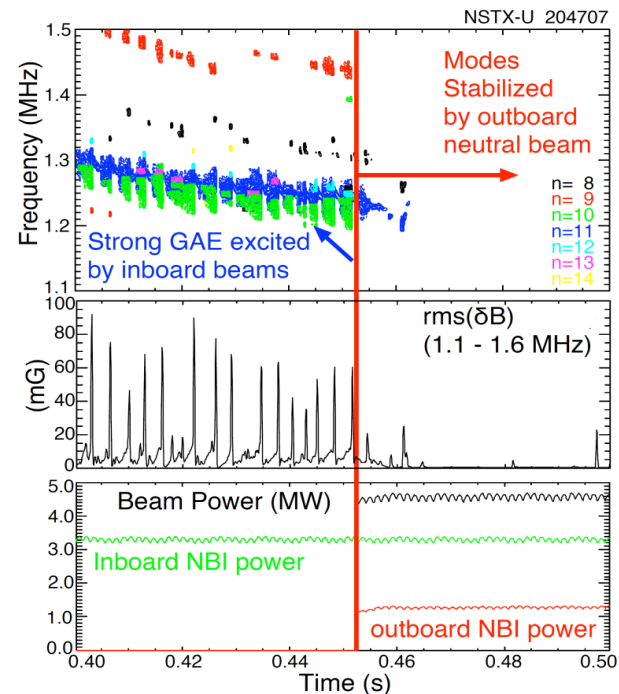 NSTX-U 204707
1.5
1.4
1.3
1.2
1.1
Frequency (MHz)
Modes
Stabilized
by outboard
neutral beam
n= 8
n= 9
n=10
n=11
n=12
n=13
n=14
Strong GAE excited
by inboard beams
100
80
60
40
20
0
(mG)
rms(δB)
(1.1 - 1.6 MHz)
5.0
4.0
3.0
2.0
1.0
0.0
Beam Power (MW)
Inboard NBI power
outboard NBI power
0.40
0.42
0.44
0.46
0.48
0.50
Time (s)